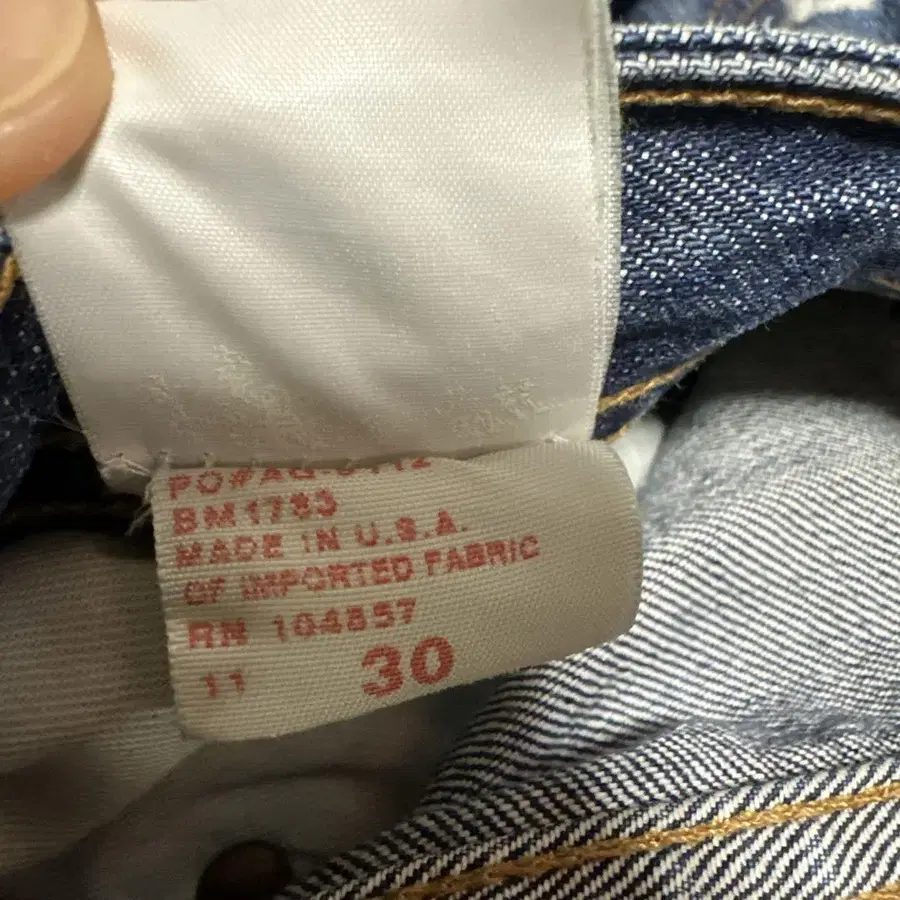 BM1783
MADE IN U.S.A.
OF IMPORTED FABRIC
RN 104857
11 30